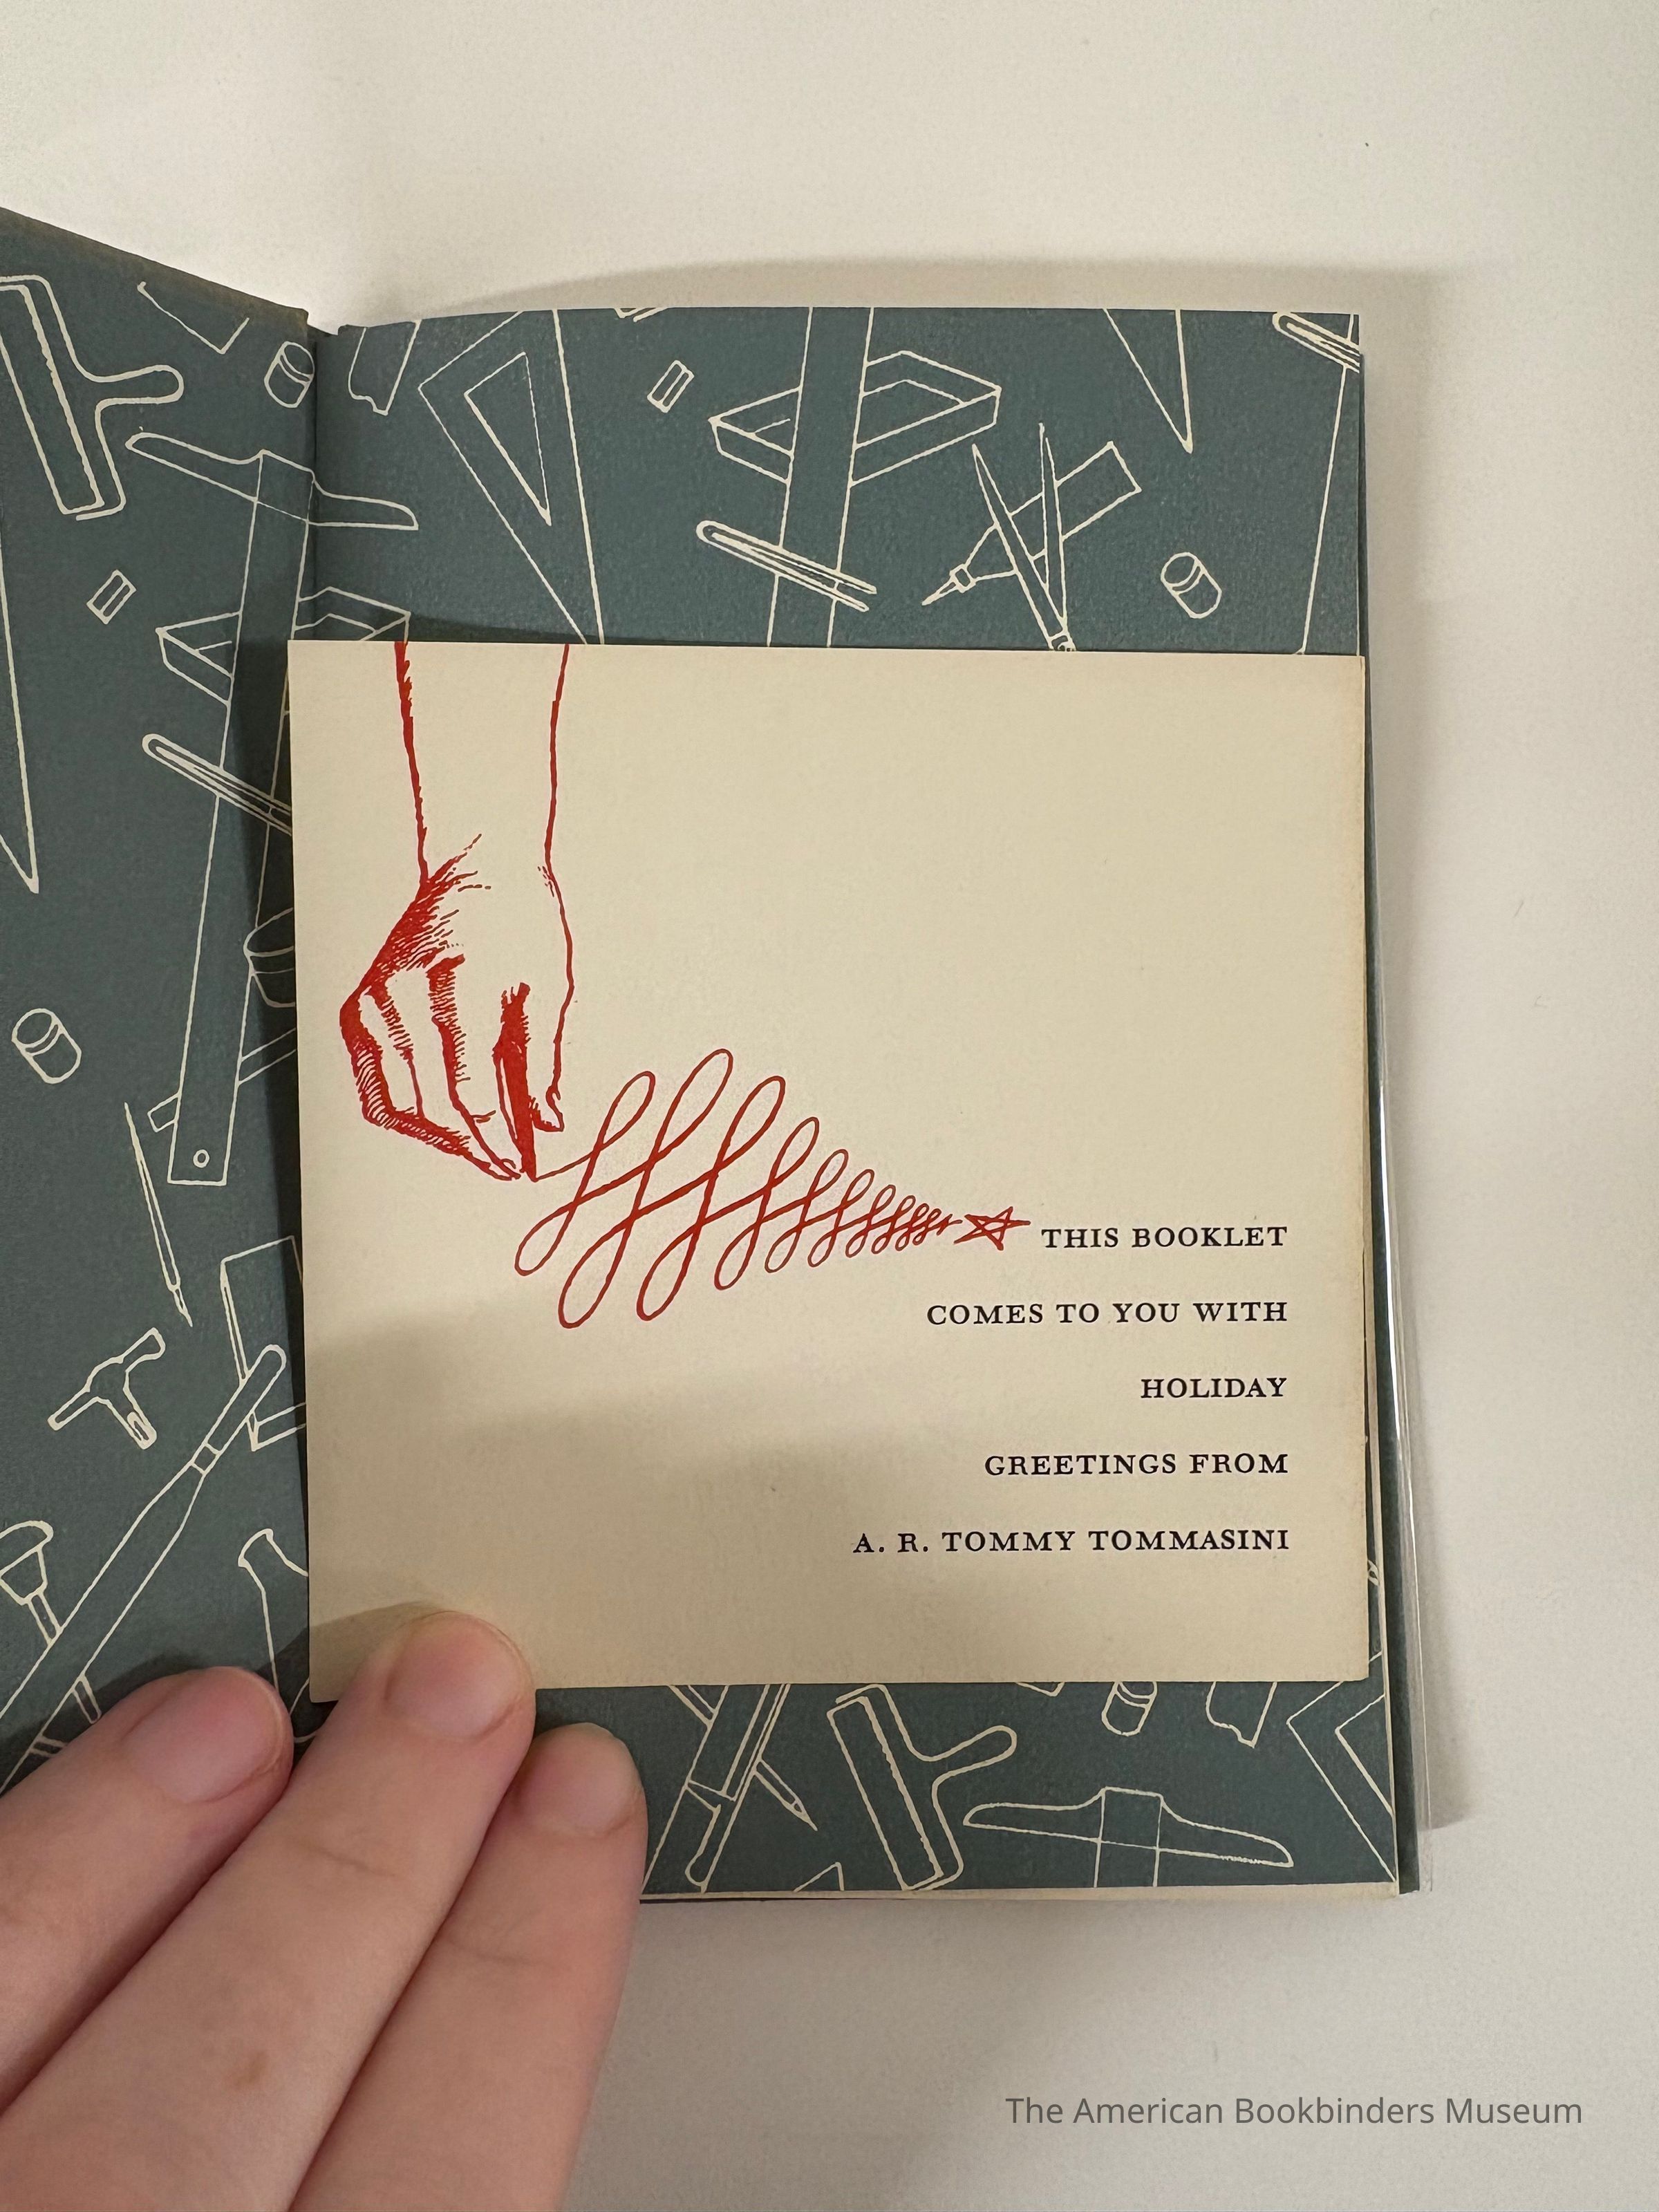 THIS BOOKLET
COMES TO YOU WITH
HOLIDAY
GREETINGS FROM
A. R. TOMMY TOMMASINI
The American Bookbinders Museum